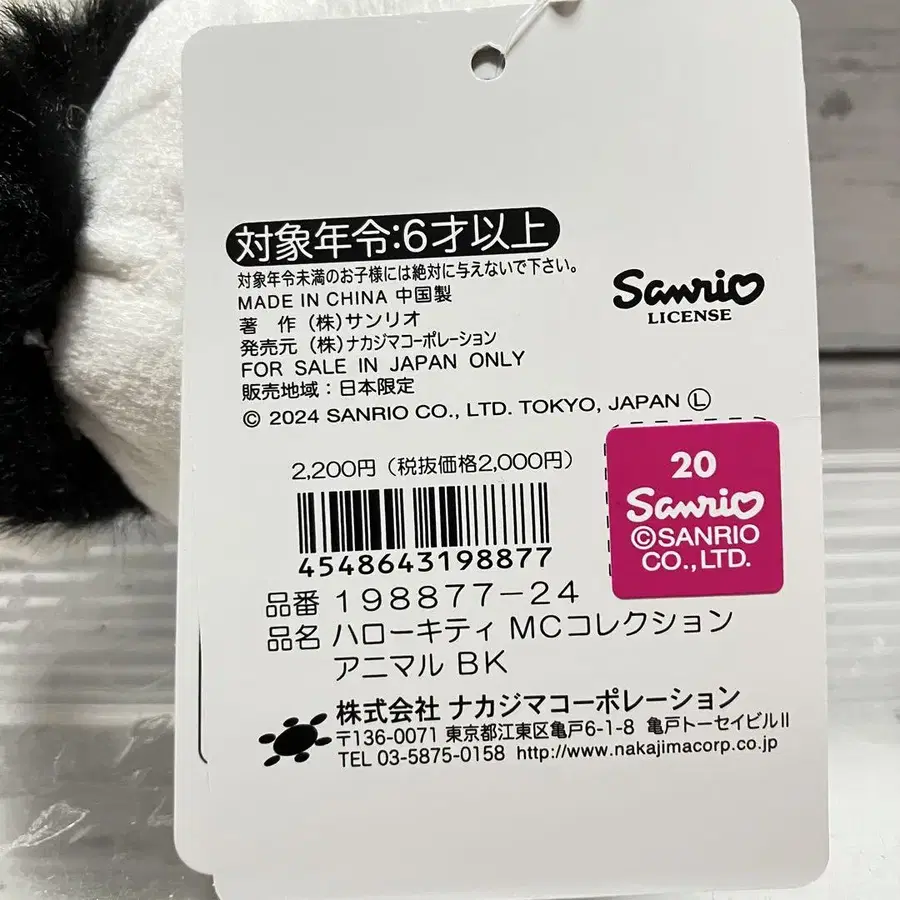 対象年令:6才以上
対象年令未満のお子様には絶対に与えないで下さい。
MADE IN CHINA 中国製
著 作 (株)サンリオ
発売元 (株)ナカジマコーポレーション
FOR SALE IN JAPAN ONLY
販売地域:日本限定
© 2024 SANRIO CO., LTD. TOKYO, JAPAN Ⓛ
Sanrio
LICENSE
2,200円(税抜価格2,000円)
4548643198877
20
Sanrio
©SANRIO
CO.,LTD.
品番 198877-24
品名 ハローキティ MCコレクション
アニマル BK
株式会社 ナカジマコーポレーション
〒136-0071 東京都江東区亀戸6-1-8 亀戸トーセイビルⅡ
TEL 03-5875-0158 http://www.nakajimacorp.co.jp